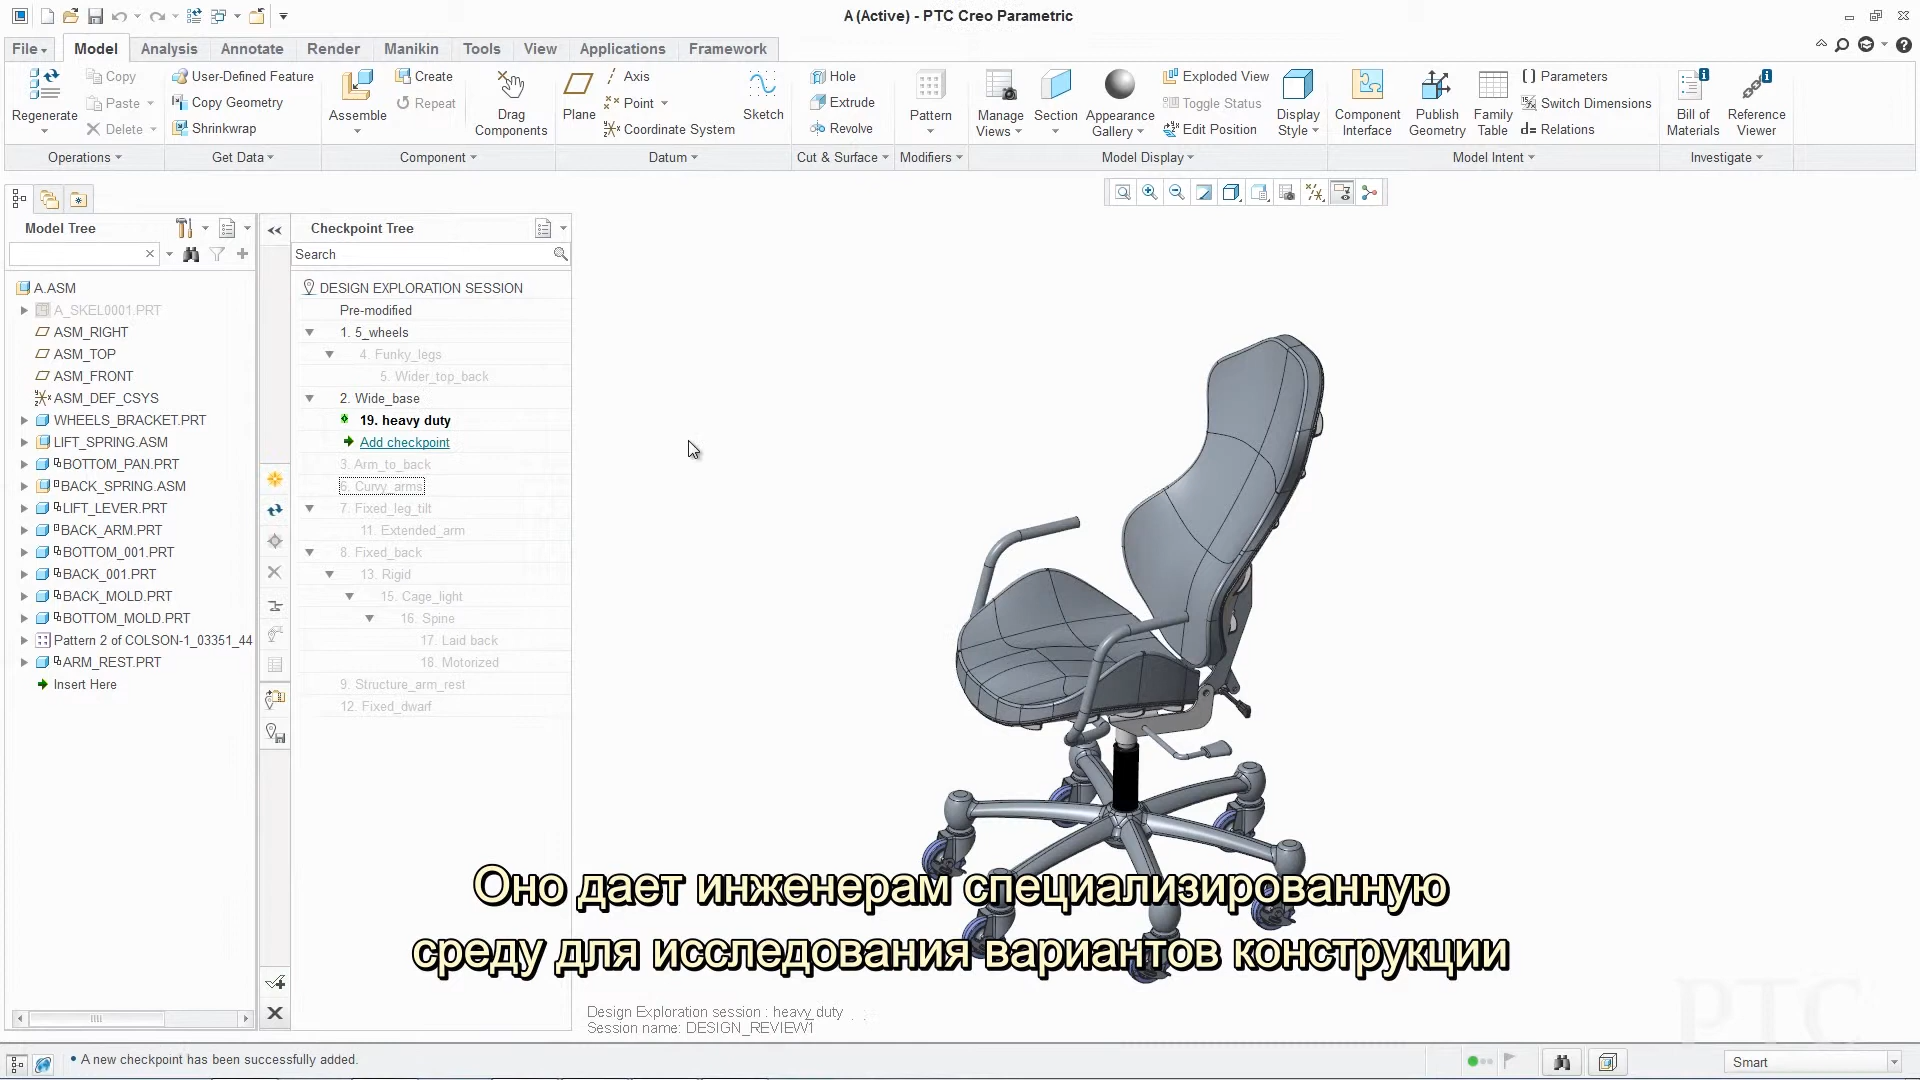 A (Active) - PTC Creo Parametric
File Model Analysis Annotate Render Manikin Tools View Applications Framework
Regenerate
Copy
Paste
Delete
Operations
User-Defined Feature
Copy Geometry
Shrinkwrap
Get Data
Assemble
Create
Repeat
Drag
Components
Component
Plane
Axis
Point
Coordinate System
Sketch
Datum
Hole
Extrude
Revolve
Cut & Surface
Pattern
Modifiers
Manage
Views
Section
Appearance
Gallery
Exploded View
Toggle Status
Edit Position
Display
Style
Model Display
Component
Interface
Publish
Geometry
Family
Table
Parameters
Switch Dimensions
Relations
Model Intent
Bill of
Materials
Reference
Viewer
Investigate
Model Tree
A.ASM
A_SKEL0001.PRT
ASM_RIGHT
ASM_TOP
ASM_FRONT
ASM_DEF_CSYS
WHEELS_BRACKET.PRT
LIFT_SPRING.ASM
BOTTOM_PAN.PRT
BACK_SPRING.ASM
LIFT_LEVER.PRT
BACK_ARM.PRT
BOTTOM_001.PRT
BACK_001.PRT
BACK_MOLD.PRT
BOTTOM_MOLD.PRT
Pattern 2 of COLSON-1_03351_44
ARM_REST.PRT
Insert Here
Checkpoint Tree
Search
DESIGN EXPLORATION SESSION
Pre-modified
1. 5_wheels
4. Funky_legs
5. Wider_top_back
2. Wide_base
19. heavy duty
Add checkpoint
3. Arm_to_back
6. Curvy_arms
7. Fixed_leg_tilt
11. Extended_arm
8. Fixed_back
13. Rigid
15. Cage_light
16. Spine
17. Laid back
18. Motorized
9. Structure_arm_rest
12. Fixed_dwarf
Оно дает инженерам специализированную
среду для исследования вариантов конструкции
Design Exploration session : heavy_duty
Session name: DESIGN_REVIEW1
PTC
• A new checkpoint has been successfully added.
Smart